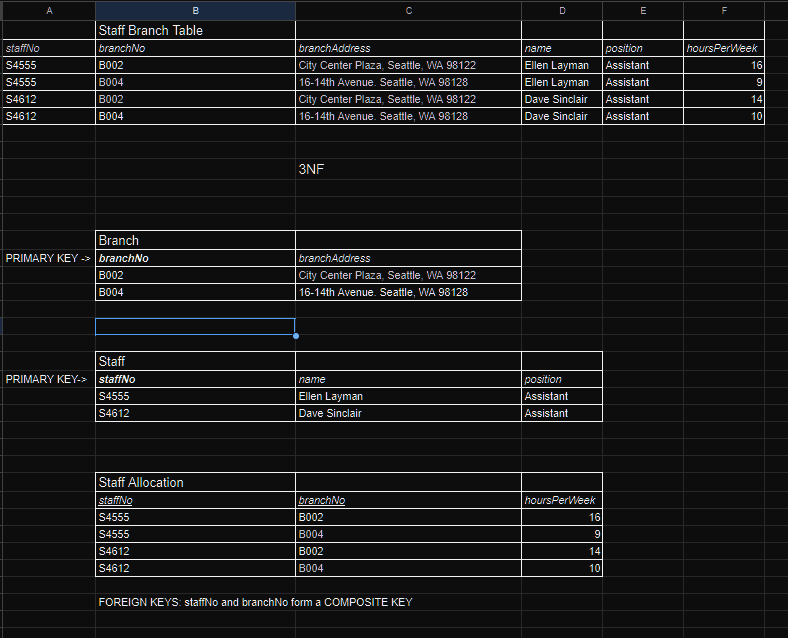 A B C D E F
Staff Branch Table
staffNo branchNo branchAddress name position hoursPerWeek
S4555 B002 City Center Plaza, Seattle, WA 98122 Ellen Layman Assistant 16
S4555 B004 16-14th Avenue. Seattle, WA 98128 Ellen Layman Assistant 9
S4612 B002 City Center Plaza, Seattle, WA 98122 Dave Sinclair Assistant 14
S4612 B004 16-14th Avenue. Seattle, WA 98128 Dave Sinclair Assistant 10
3NF
Branch
PRIMARY KEY -> branchNo branchAddress
B002 City Center Plaza, Seattle, WA 98122
B004 16-14th Avenue. Seattle, WA 98128
Staff
PRIMARY KEY-> staffNo name position
S4555 Ellen Layman Assistant
S4612 Dave Sinclair Assistant
Staff Allocation
staffNo branchNo hoursPerWeek
S4555 B002 16
S4555 B004 9
S4612 B002 14
S4612 B004 10
FOREIGN KEYS: staffNo and branchNo form a COMPOSITE KEY